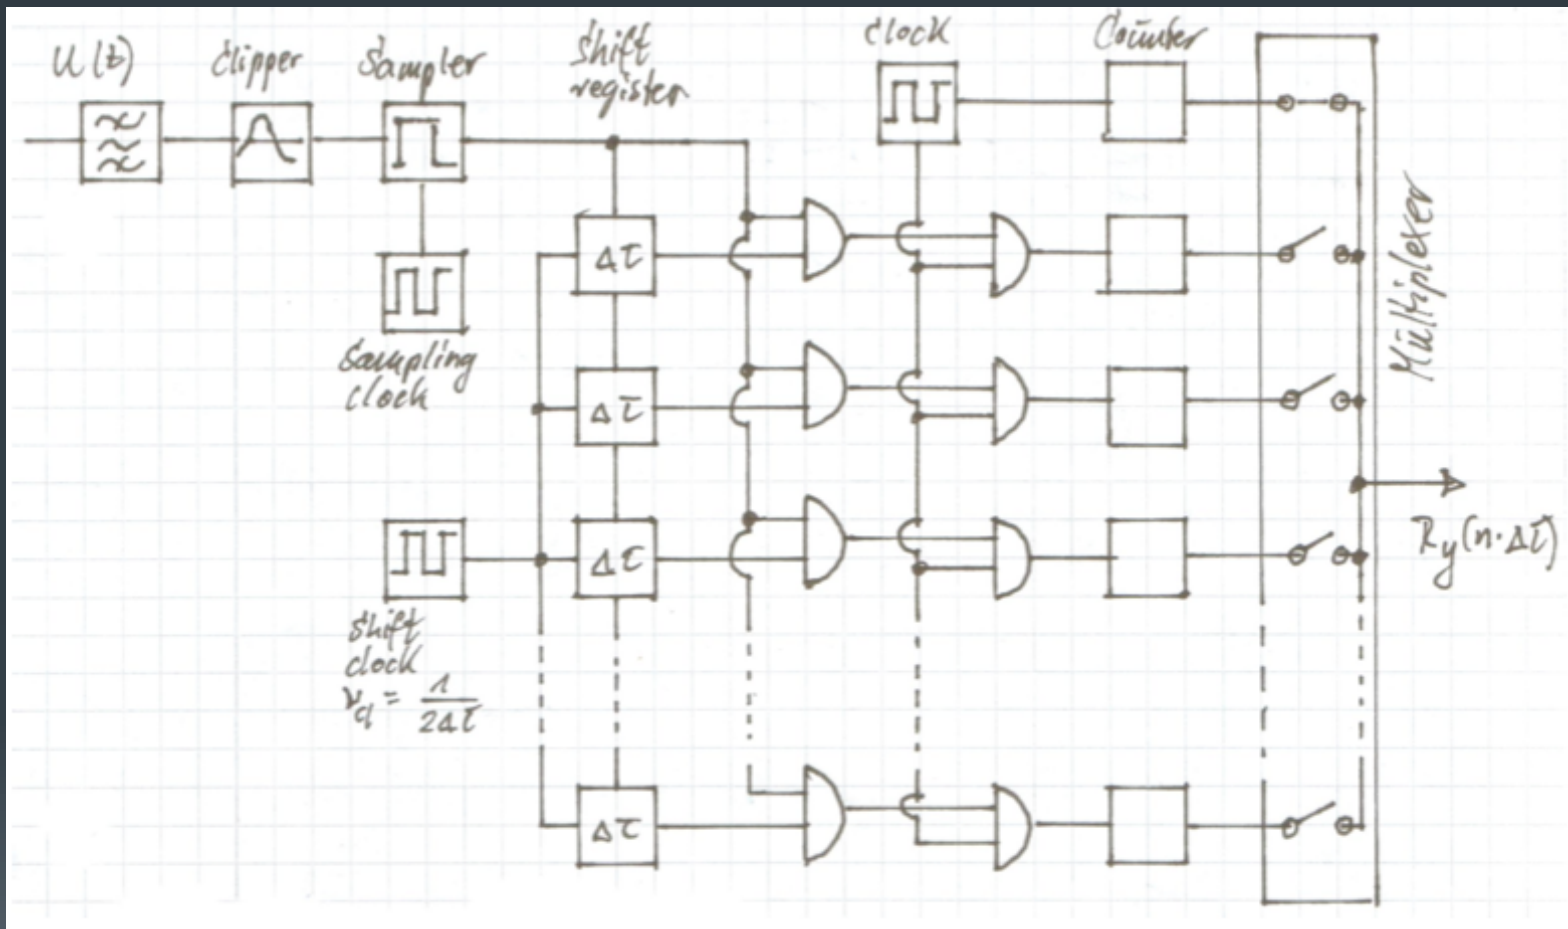 U(t)
Clipper
Sampler
Shift
register
Clock
Counter
Δτ
Sampling
clock
Δτ
Multiplexer
Δτ
Ry(n·Δτ)
Shift
clock
νq = 1/2Δτ
Δτ